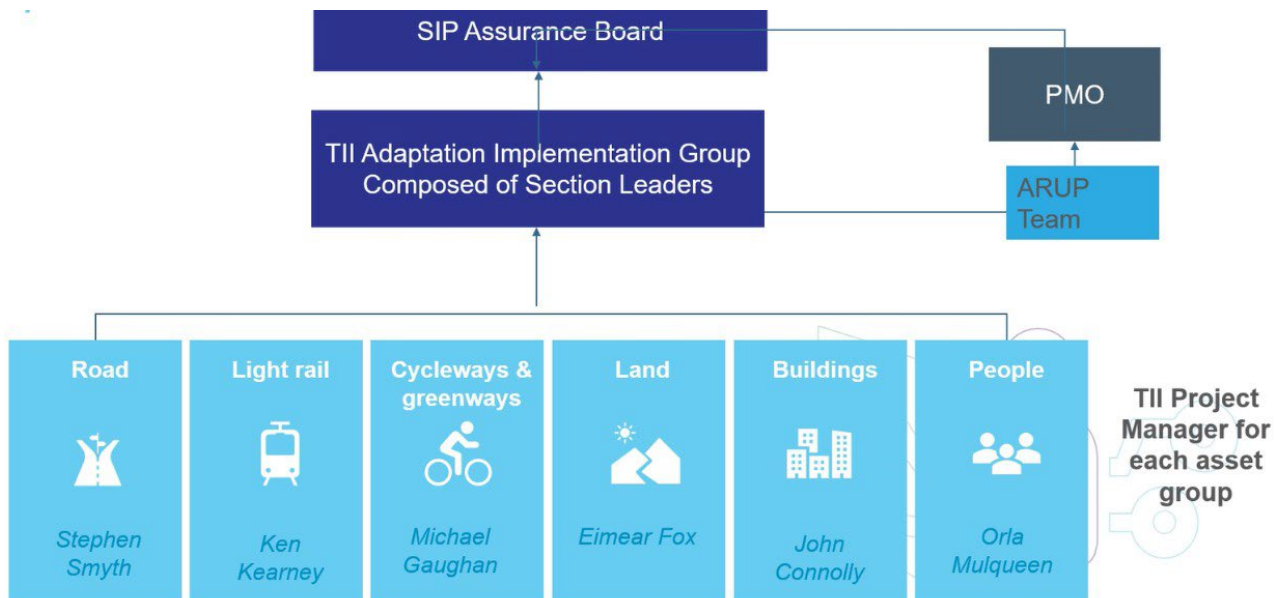 SIP Assurance Board
PMO
TII Adaptation Implementation Group
Composed of Section Leaders
ARUP
Team
Road
Light rail
Cycleways &
greenways
Land
Buildings
People
TII Project
Manager for
each asset
group
Stephen
Smyth
Ken
Kearney
Michael
Gaughan
Eimear Fox
John
Connolly
Orla
Mulqueen